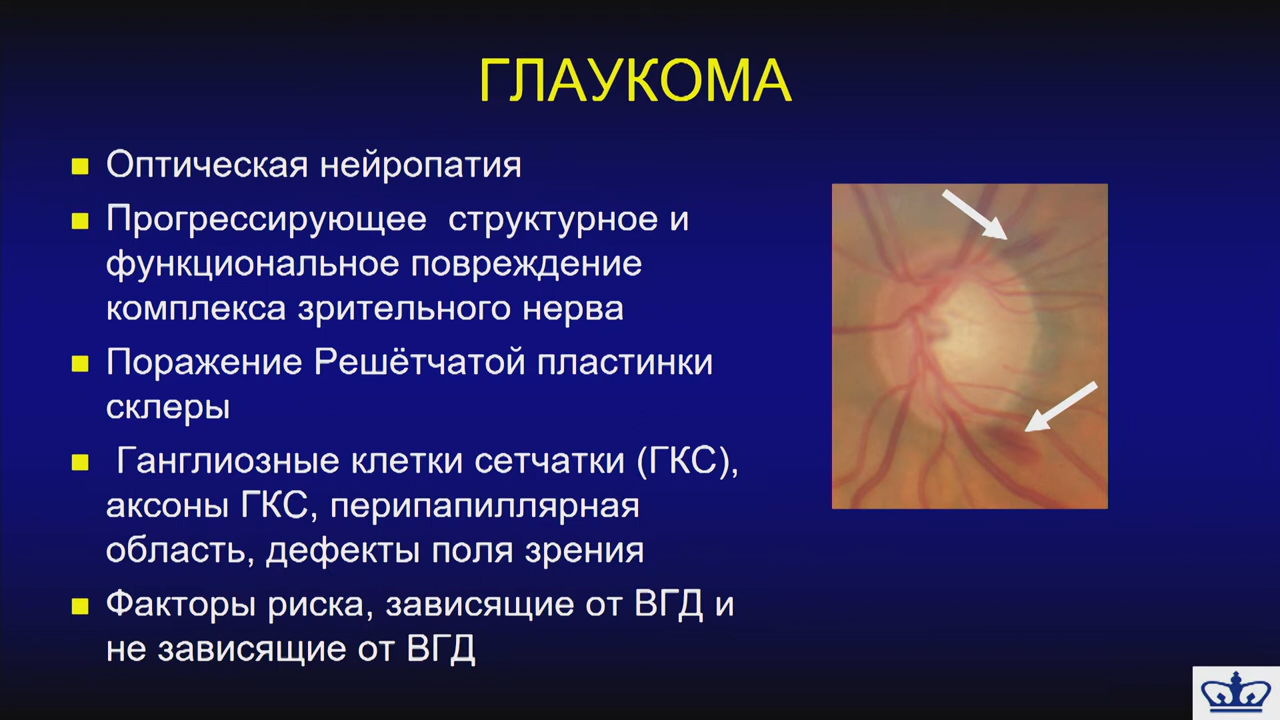 ГЛАУКОМА
Оптическая нейропатия
Прогрессирующее структурное и
функциональное повреждение
комплекса зрительного нерва
Поражение Решётчатой пластинки
склеры
Ганглиозные клетки сетчатки (ГКС),
аксоны ГКС, перипапиллярная
область, дефекты поля зрения
Факторы риска, зависящие от ВГД и
не зависящие от ВГД